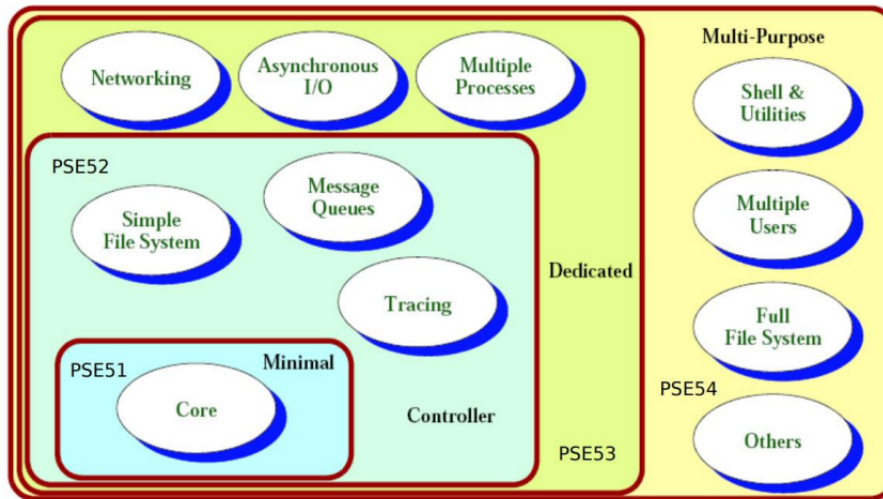 Multi-Purpose
Networking
Asynchronous
I/O
Multiple
Processes
Shell &
Utilities
PSE52
Message
Queues
Simple
File System
Multiple
Users
Dedicated
Tracing
Full
File System
PSE51
Minimal
PSE54
Core
Controller
PSE53
Others